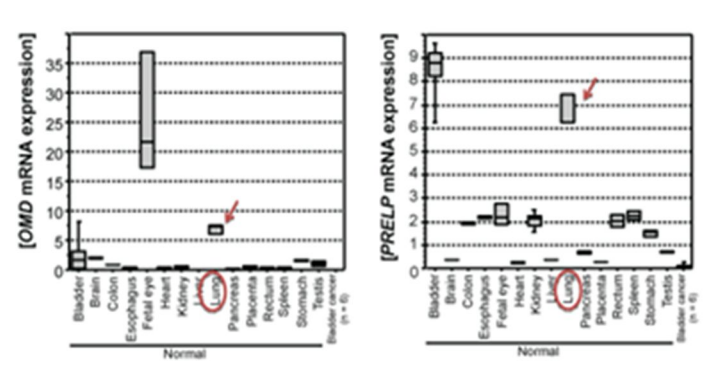 [OMD mRNA expression]
35
30
25
20
15
10
5
0
Bladder
Brain
Colon
Esophagus
Fetal eye
Heart
Kidney
Liver
Lung
Pancreas
Placenta
Rectum
Spleen
Stomach
Testis
Bladder cancer
(n = 6)
Normal
[PRELP mRNA expression]
9
8
7
6
5
4
3
2
1
0
Bladder
Brain
Colon
Esophagus
Fetal eye
Heart
Kidney
Liver
Lung
Pancreas
Placenta
Rectum
Spleen
Stomach
Testis
Bladder cancer
(n = 6)
Normal